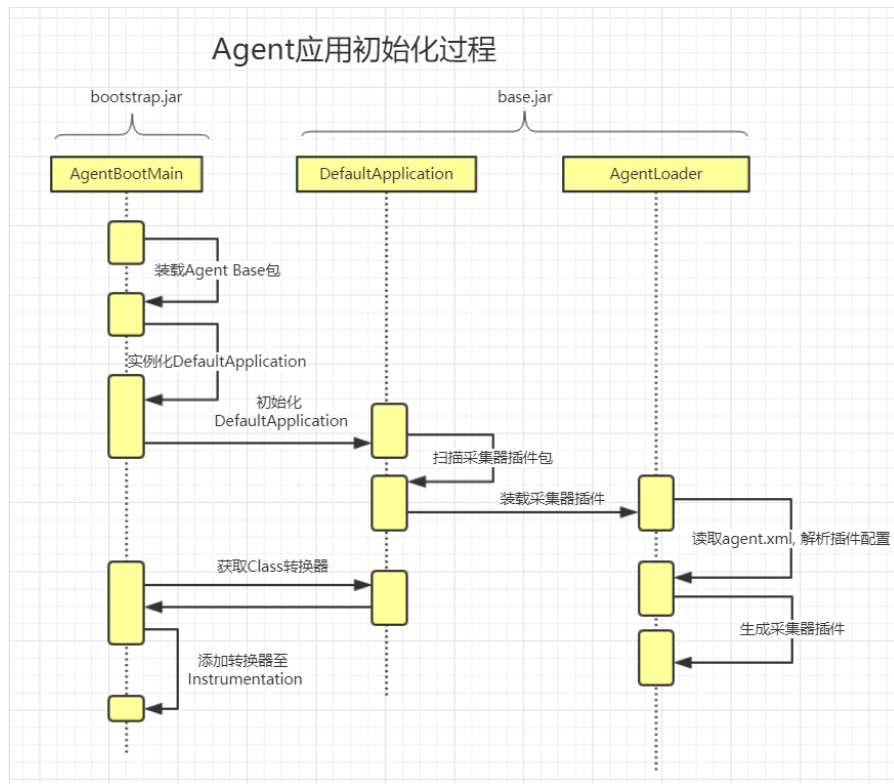 Agent应用初始化过程
bootstrap.jar
base.jar
AgentBootMain
DefaultApplication
AgentLoader
装载Agent Base包
实例化DefaultApplication
初始化
DefaultApplication
扫描采集器插件包
装载采集器插件
读取agent.xml, 解析插件配置
获取Class转换器
生成采集器插件
添加转换器至
Instrumentation